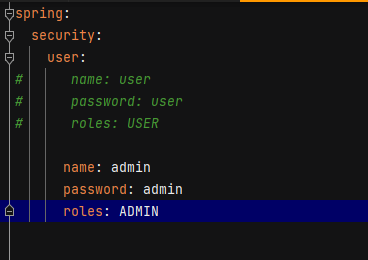 spring:
  security:
    user:
#      name: user
#      password: user
#      roles: USER

      name: admin
      password: admin
      roles: ADMIN